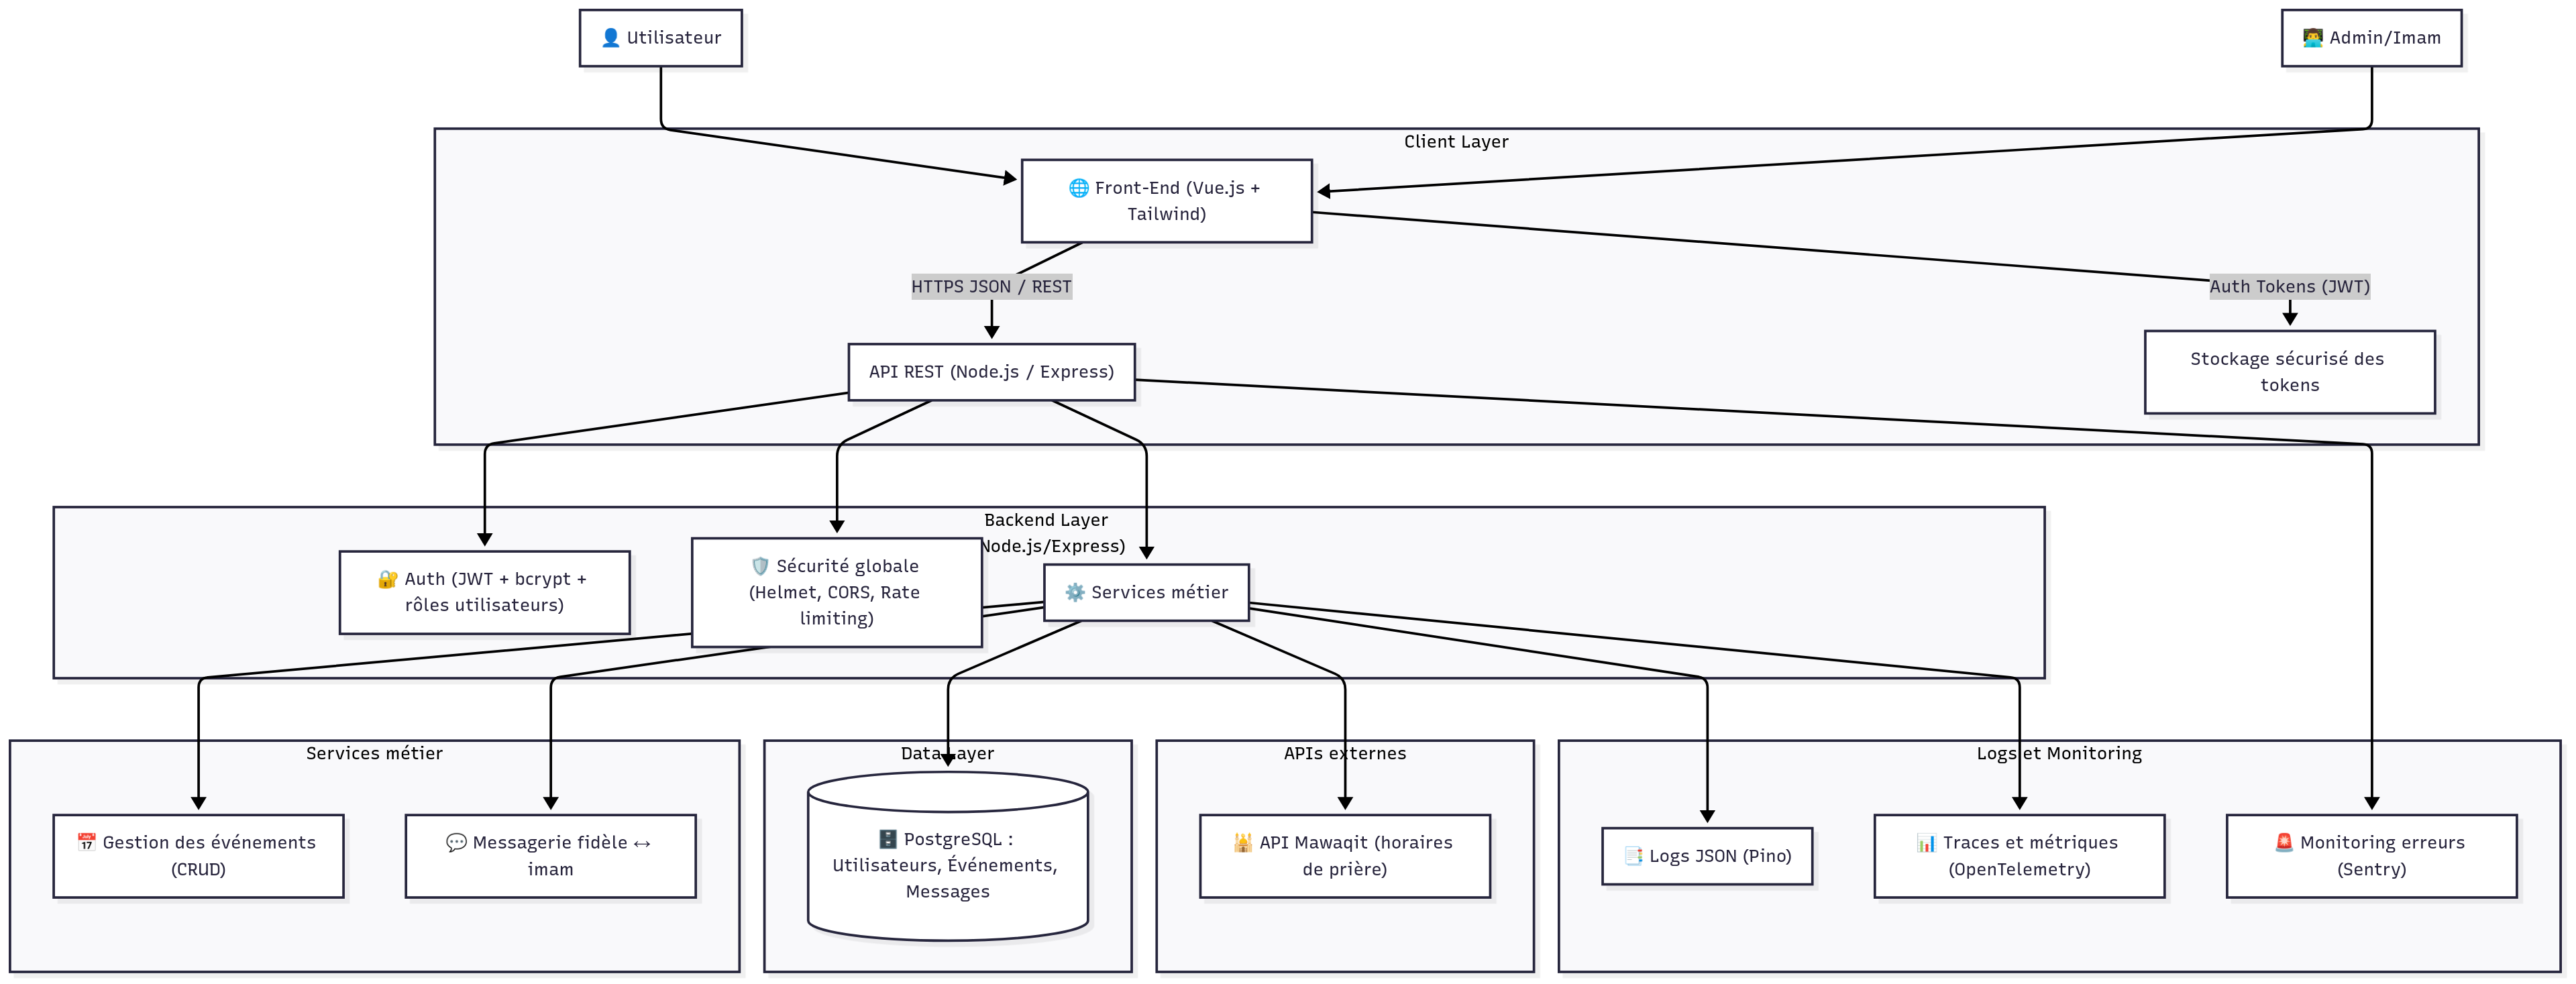 👤 Utilisateur
👨‍💻 Admin/Imam
Client Layer
🌐 Front-End (Vue.js +
Tailwind)
HTTPS JSON / REST
Auth Tokens (JWT)
API REST (Node.js / Express)
Stockage sécurisé des
tokens
Backend Layer
Node.js/Express)
🔐 Auth (JWT + bcrypt +
rôles utilisateurs)
🛡️ Sécurité globale
(Helmet, CORS, Rate
limiting)
⚙️ Services métier
Services métier
Data Layer
APIs externes
Logs et Monitoring
📅 Gestion des événements
(CRUD)
💬 Messagerie fidèle ↔
imam
🗄️ PostgreSQL :
Utilisateurs, Événements,
Messages
🕌 API Mawaqit (horaires
de prière)
📑 Logs JSON (Pino)
📊 Traces et métriques
(OpenTelemetry)
🚨 Monitoring erreurs
(Sentry)